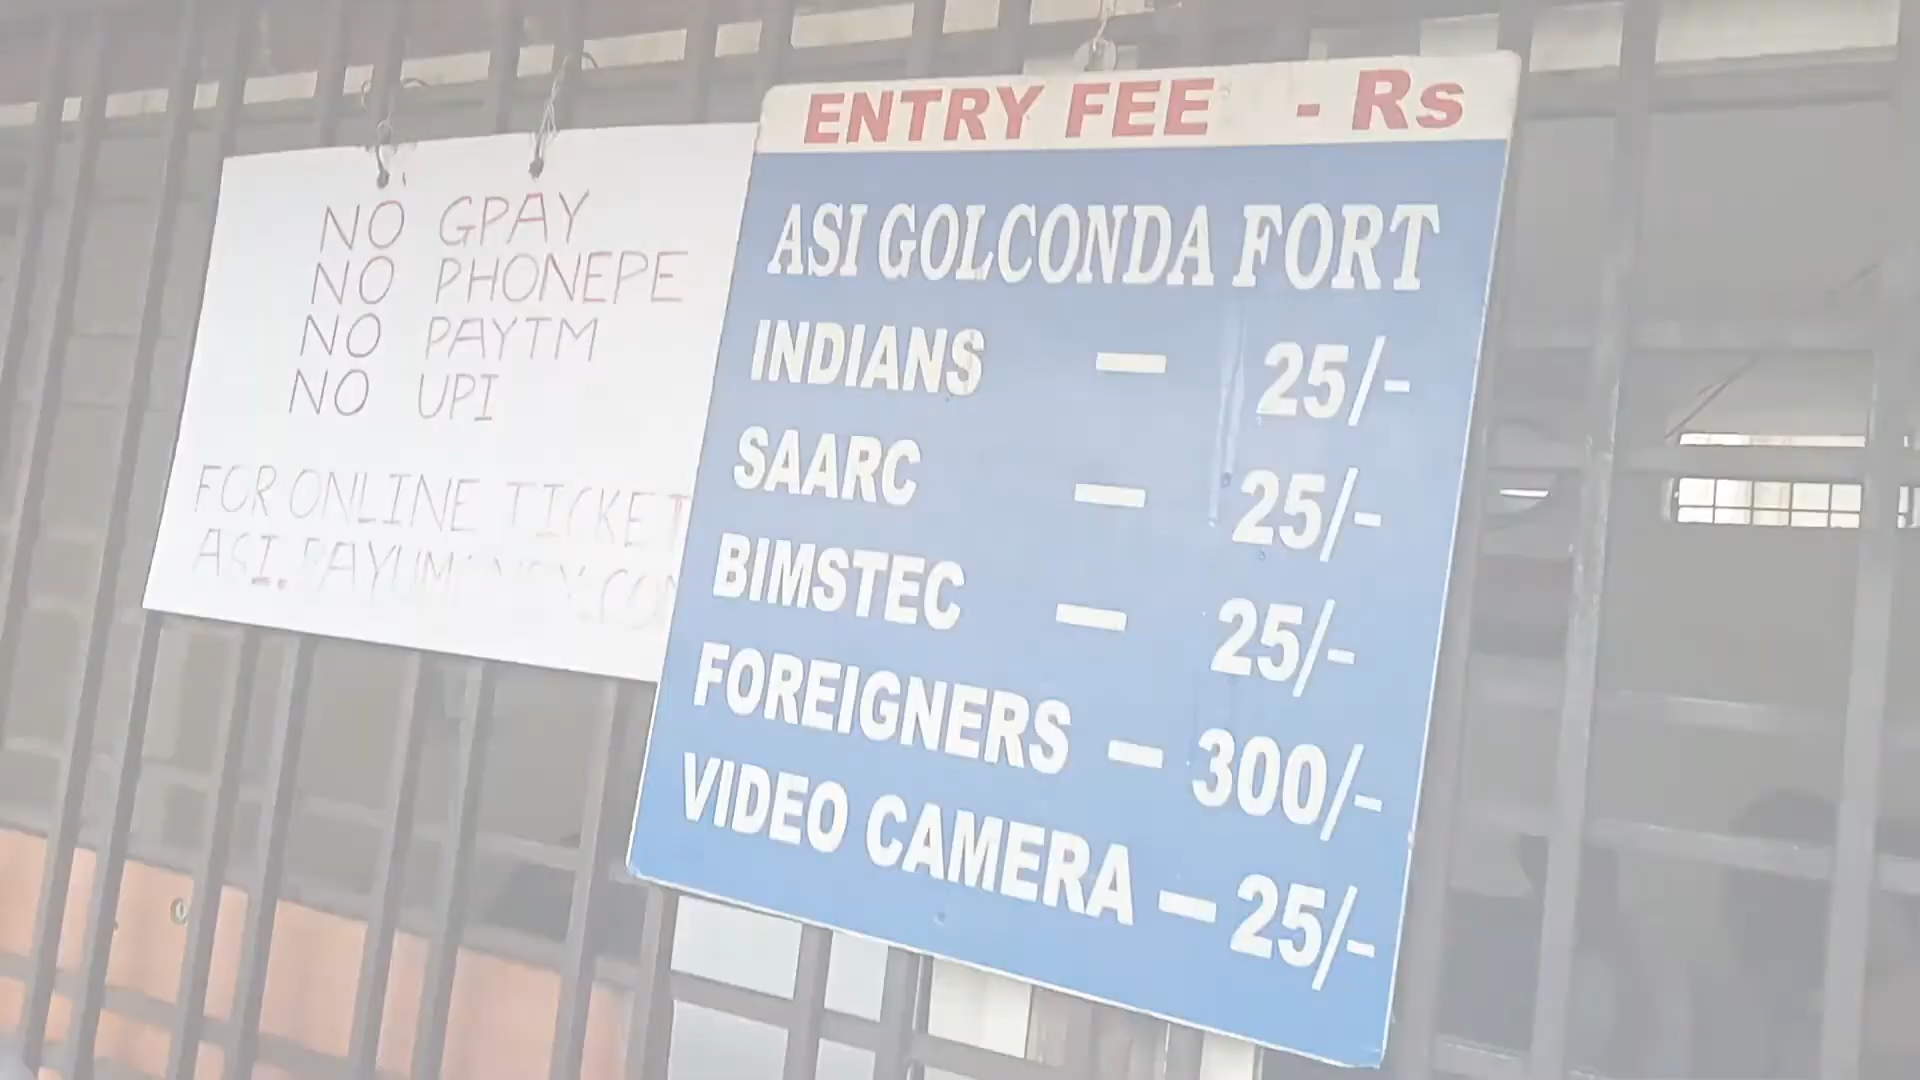 NO GPAY
NO PHONEPE
NO PAYTM
NO UPI
FOR ONLINE TICKET
ENTRY FEE - Rs
ASI GOLCONDA FORT
INDIANS — 25/-
SAARC — 25/-
BIMSTEC — 25/-
FOREIGNERS — 300/-
VIDEO CAMERA — 25/-